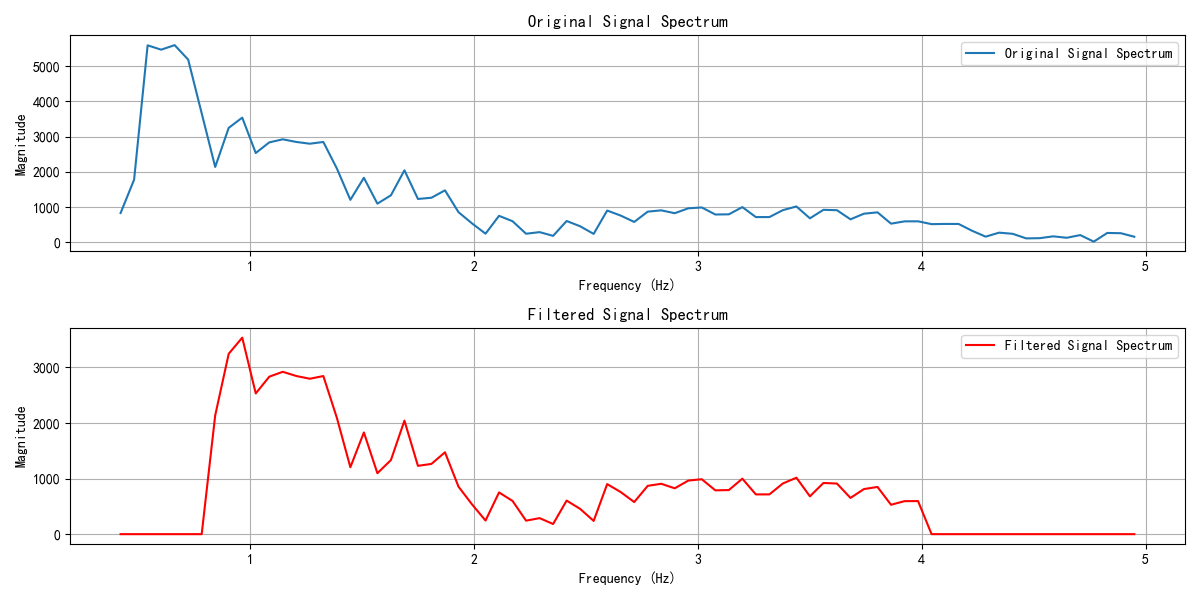 Original Signal Spectrum
Original Signal Spectrum
Magnitude
5000
4000
3000
2000
1000
0
1 2 3 4 5
Frequency (Hz)
Filtered Signal Spectrum
Filtered Signal Spectrum
Magnitude
3000
2000
1000
0
1 2 3 4 5
Frequency (Hz)